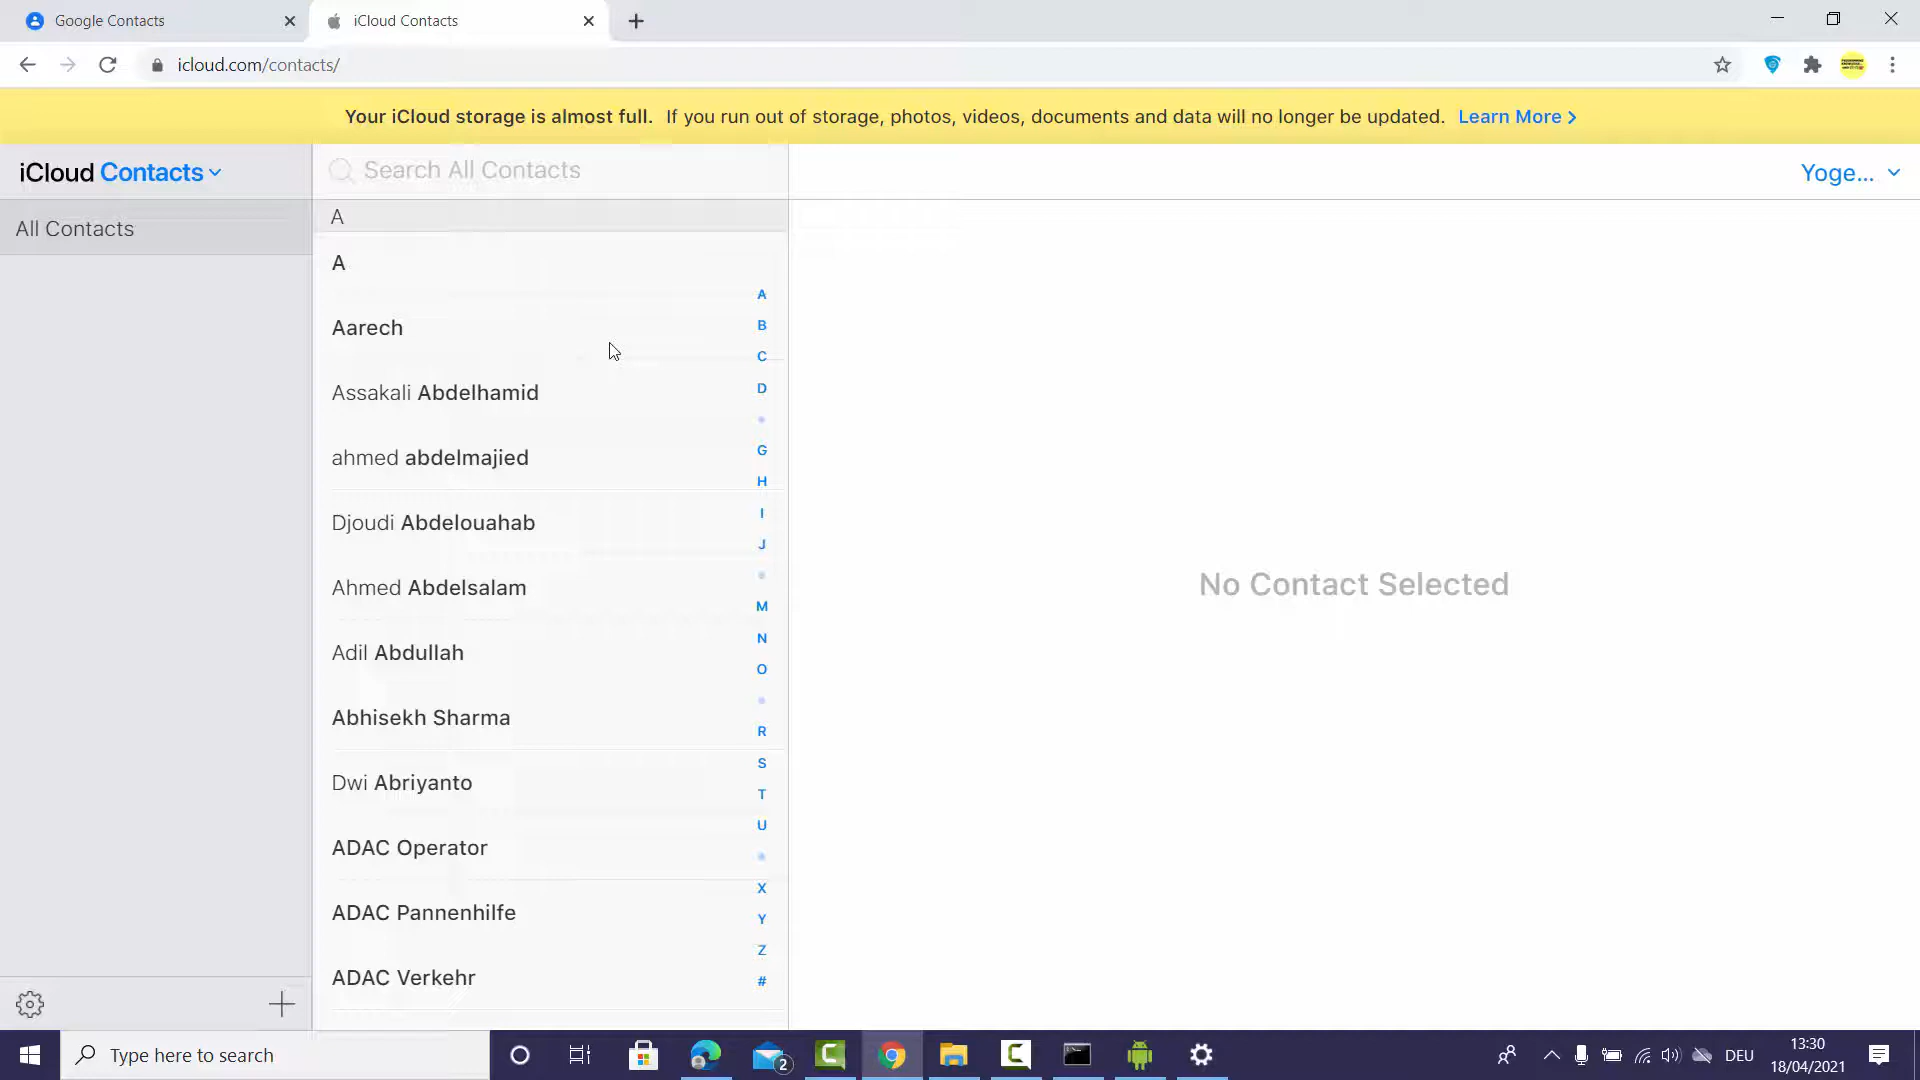 Google Contacts
iCloud Contacts
icloud.com/contacts/
Your iCloud storage is almost full. If you run out of storage, photos, videos, documents and data will no longer be updated. Learn More
iCloud Contacts
Search All Contacts
Yoge...
All Contacts
A
A
Aarech
Assakali Abdelhamid
ahmed abdelmajied
Djoudi Abdelouahab
Ahmed Abdelsalam
Adil Abdullah
Abhisekh Sharma
Dwi Abriyanto
ADAC Operator
ADAC Pannenhilfe
ADAC Verkehr
A
B
C
D
G
H
I
J
M
N
O
R
S
T
U
X
Y
Z
#
No Contact Selected
Type here to search
2
DEU
13:30
18/04/2021